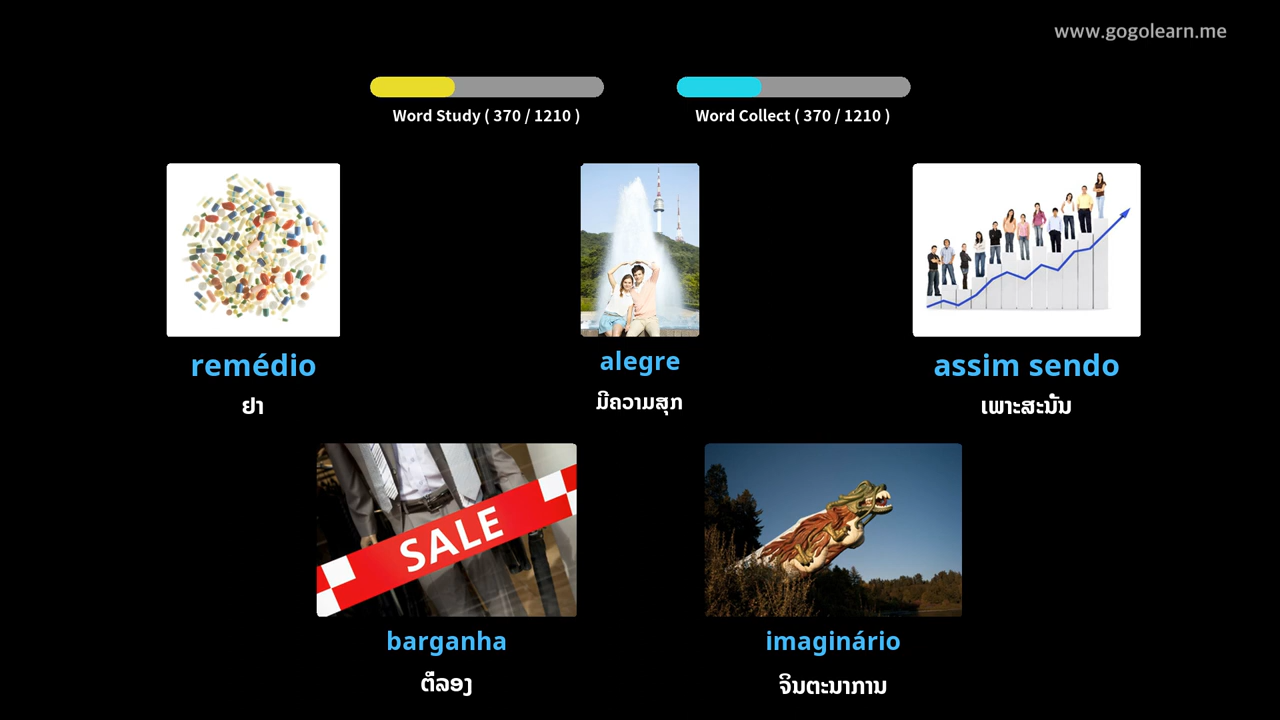 www.gogolearn.me
Word Study ( 370 / 1210 )
Word Collect ( 370 / 1210 )
remédio
ຢາ
alegre
ມີຄວາມສຸກ
assim sendo
ເພາະສະນັ້ນ
SALE
barganha
ຕໍ່ລອງ
imaginário
ຈິນຕະນາການ